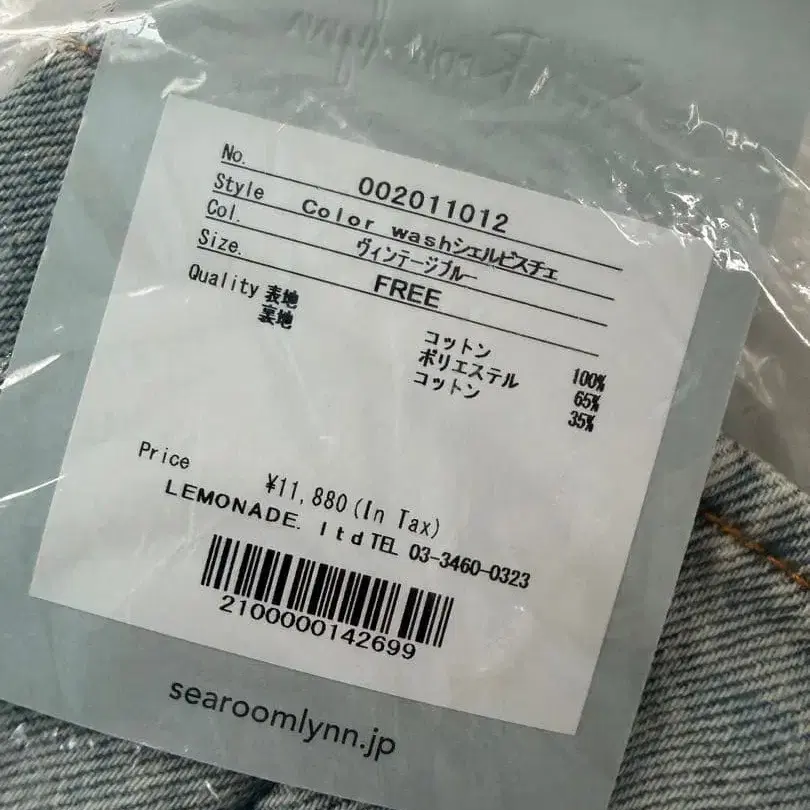 No. 002011012
Style Color washシェルビスチェ
Col. ヴィンテージブルー
Size. FREE
Quality 表地 コットン 100%
裏地 ポリエステル 65%
コットン 35%
Price ¥11,880(In Tax)
LEMONADE. ltd TEL 03-3460-0323
2100000142699
searoomlynn.jp